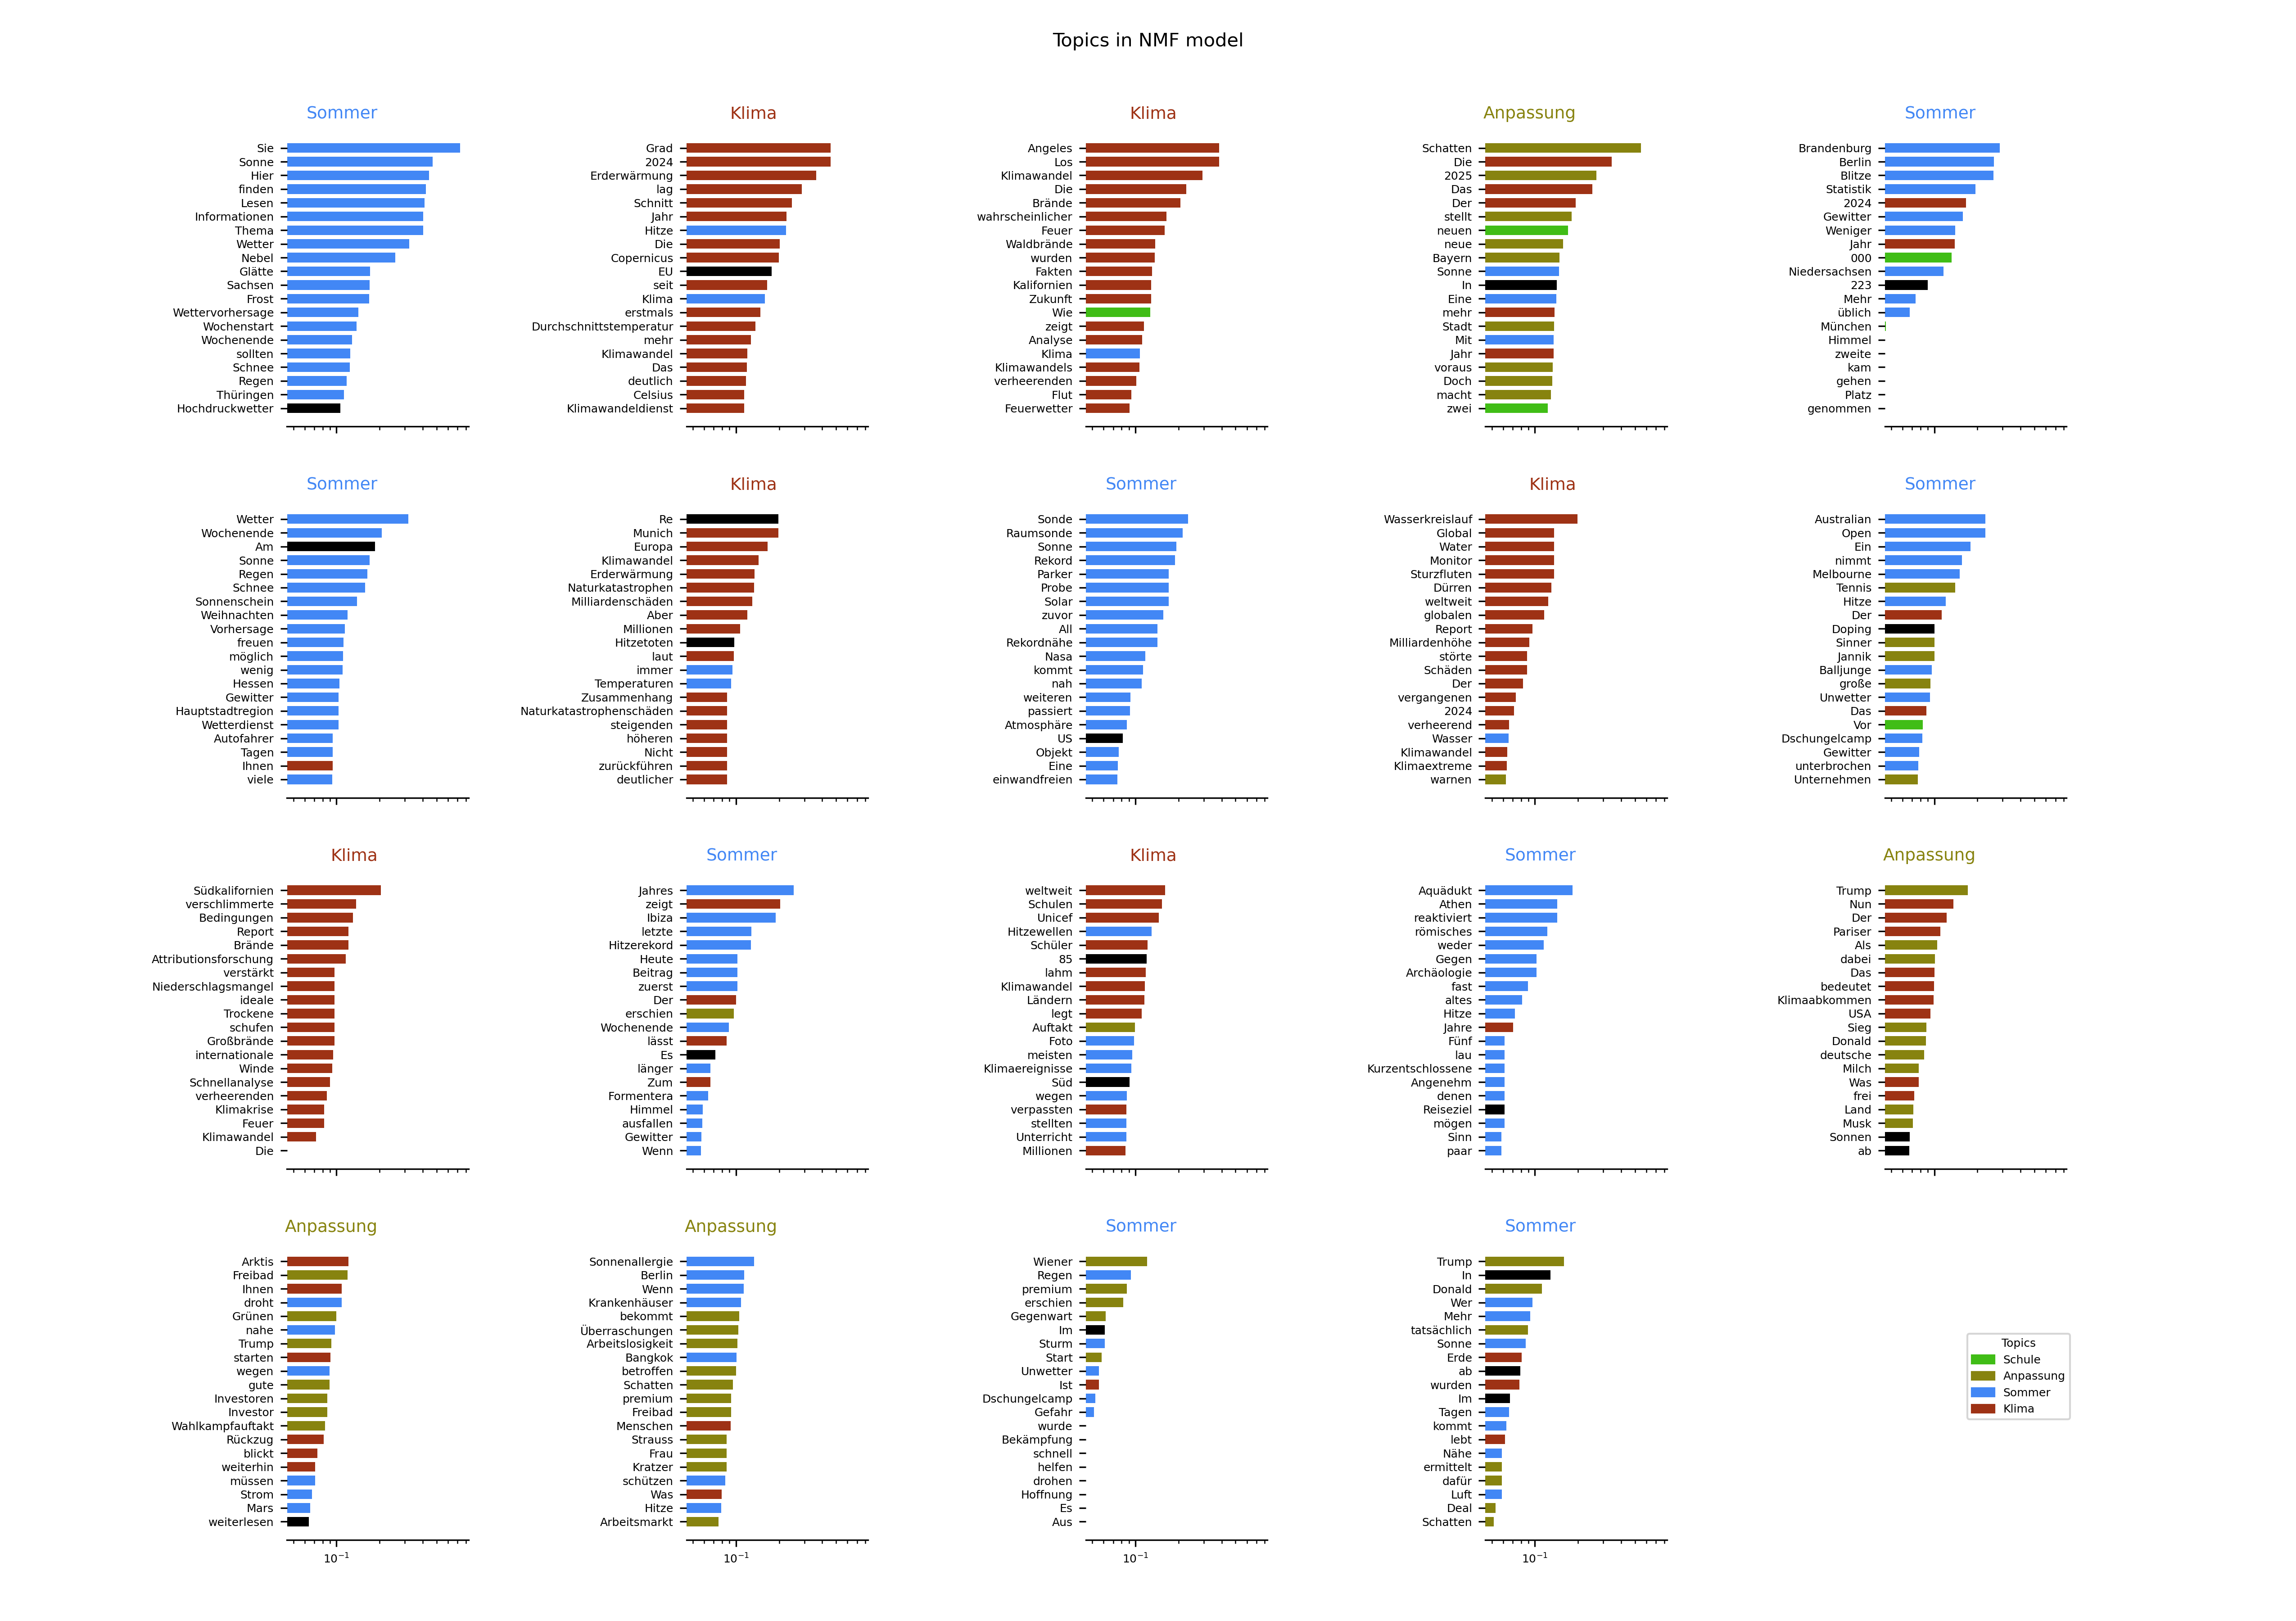 Topics in NMF model
Sommer
Sie
Sonne
Hier
finden
Lesen
Informationen
Thema
Wetter
Nebel
Glätte
Sachsen
Frost
Wettervorhersage
Wochenstart
Wochenende
sollten
Schnee
Regen
Thüringen
Hochdruckwetter
Klima
Grad
2024
Erderwärmung
lag
Schnitt
Jahr
Hitze
Die
Copernicus
EU
seit
Klima
erstmals
Durchschnittstemperatur
mehr
Klimawandel
Das
deutlich
Celsius
Klimawandeldienst
Klima
Angeles
Los
Klimawandel
Die
Brände
wahrscheinlicher
Feuer
Waldbrände
wurden
Fakten
Kalifornien
Zukunft
Wie
zeigt
Analyse
Klima
Klimawandels
verheerenden
Flut
Feuerwetter
Anpassung
Schatten
Die
2025
Das
Der
stellt
neuen
neue
Bayern
Sonne
In
Eine
mehr
Stadt
Mit
Jahr
voraus
Doch
macht
zwei
Sommer
Brandenburg
Berlin
Blitze
Statistik
2024
Gewitter
Weniger
Jahr
000
Niedersachsen
223
Mehr
üblich
München
Himmel
zweite
kam
gehen
Platz
genommen
Sommer
Wetter
Wochenende
Am
Sonne
Regen
Schnee
Sonnenschein
Weihnachten
Vorhersage
freuen
möglich
wenig
Hessen
Gewitter
Hauptstadtregion
Wetterdienst
Autofahrer
Tagen
Ihnen
viele
Klima
Re
Munich
Europa
Klimawandel
Erderwärmung
Naturkatastrophen
Milliardenschäden
Aber
Millionen
Hitzetoten
laut
immer
Temperaturen
Zusammenhang
Naturkatastrophenschäden
steigenden
höheren
Nicht
zurückführen
deutlicher
Sommer
Sonde
Raumsonde
Sonne
Rekord
Parker
Probe
Solar
zuvor
All
Rekordnähe
Nasa
kommt
nah
weiteren
passiert
Atmosphäre
US
Objekt
Eine
einwandfreien
Klima
Wasserkreislauf
Global
Water
Monitor
Sturzfluten
Dürren
weltweit
globalen
Report
Milliardenhöhe
störte
Schäden
Der
vergangenen
2024
verheerend
Wasser
Klimawandel
Klimaextreme
warnen
Sommer
Australian
Open
Ein
nimmt
Melbourne
Tennis
Hitze
Der
Doping
Sinner
Jannik
Balljunge
große
Unwetter
Das
Vor
Dschungelcamp
Gewitter
unterbrochen
Unternehmen
Klima
Südkalifornien
verschlimmerte
Bedingungen
Report
Brände
Attributionsforschung
verstärkt
Niederschlagsmangel
ideale
Trockene
schufen
Großbrände
internationale
Winde
Schnellanalyse
verheerenden
Klimakrise
Feuer
Klimawandel
Die
Sommer
Jahres
zeigt
Ibiza
letzte
Hitzerekord
Heute
Beitrag
zuerst
Der
erschien
Wochenende
lässt
Es
länger
Zum
Formentera
Himmel
ausfallen
Gewitter
Wenn
Klima
weltweit
Schulen
Unicef
Hitzewellen
Schüler
85
lahm
Klimawandel
Ländern
legt
Auftakt
Foto
meisten
Klimaereignisse
Süd
wegen
verpassten
stellten
Unterricht
Millionen
Sommer
Aquädukt
Athen
reaktiviert
römisches
weder
Gegen
Archäologie
fast
altes
Hitze
Jahre
Fünf
lau
Kurzentschlossene
Angenehm
denen
Reiseziel
mögen
Sinn
paar
Anpassung
Trump
Nun
Der
Pariser
Als
dabei
Das
bedeutet
Klimaabkommen
USA
Sieg
Donald
deutsche
Milch
Was
frei
Land
Musk
Sonnen
ab
Anpassung
Arktis
Freibad
Ihnen
droht
Grünen
nahe
Trump
starten
wegen
gute
Investoren
Investor
Wahlkampfauftakt
Rückzug
blickt
weiterhin
müssen
Strom
Mars
weiterlesen
10⁻¹
Anpassung
Sonnenallergie
Berlin
Wenn
Krankenhäuser
bekommt
Überraschungen
Arbeitslosigkeit
Bangkok
betroffen
Schatten
premium
Freibad
Menschen
Strauss
Frau
Kratzer
schützen
Was
Hitze
Arbeitsmarkt
10⁻¹
Sommer
Wiener
Regen
premium
erschien
Gegenwart
Im
Sturm
Start
Unwetter
Ist
Dschungelcamp
Gefahr
wurde
Bekämpfung
schnell
helfen
drohen
Hoffnung
Es
Aus
10⁻¹
Sommer
Trump
In
Donald
Wer
Mehr
tatsächlich
Sonne
Erde
ab
wurden
Im
Tagen
kommt
lebt
Nähe
ermittelt
dafür
Luft
Deal
Schatten
10⁻¹
Topics
Schule
Anpassung
Sommer
Klima